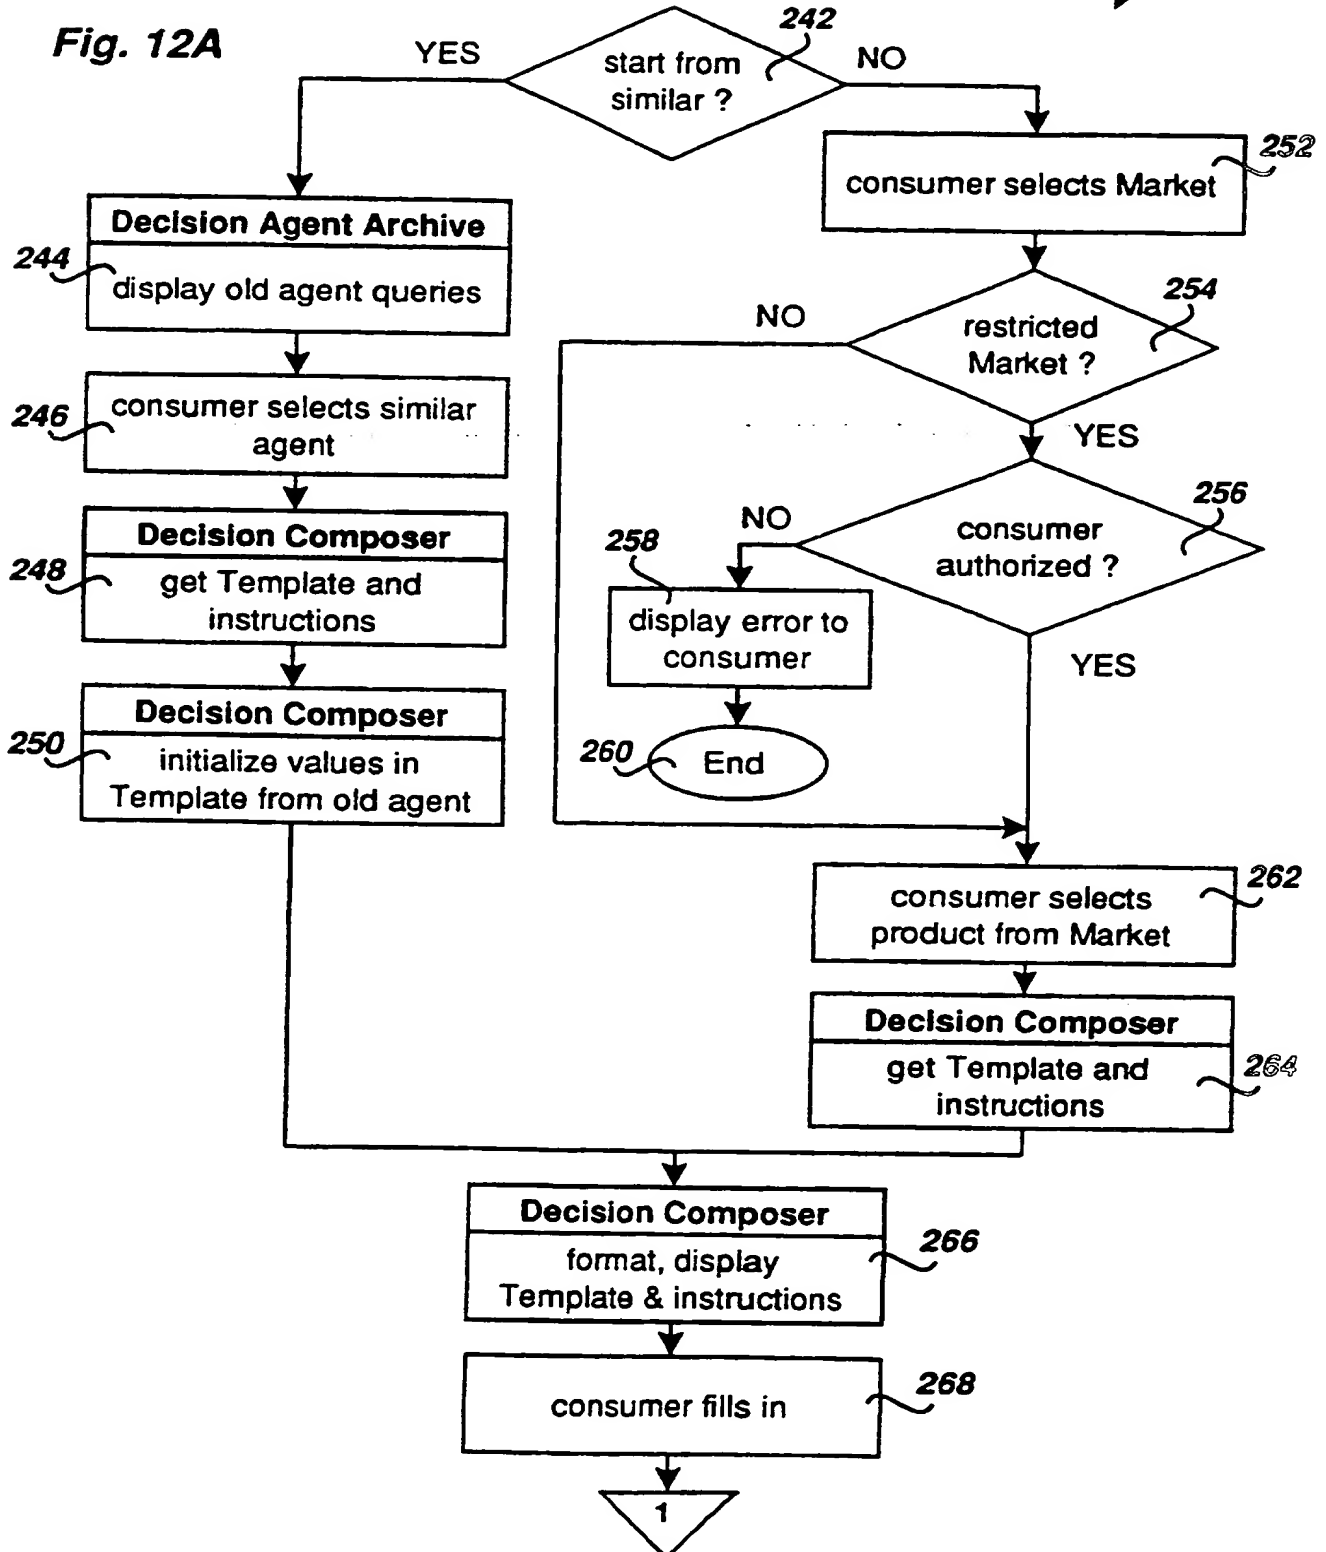 Fig. 12A
242
YES
start from
similar ?
NO
252
consumer selects Market
Decision Agent Archive
244
display old agent queries
254
NO
restricted
Market ?
YES
246
consumer selects similar
agent
256
NO
consumer
authorized ?
YES
Decision Composer
248
get Template and
instructions
258
display error to
consumer
260
End
Decision Composer
250
initialize values in
Template from old agent
262
consumer selects
product from Market
Decision Composer
264
get Template and
instructions
Decision Composer
266
format, display
Template & instructions
268
consumer fills in
1